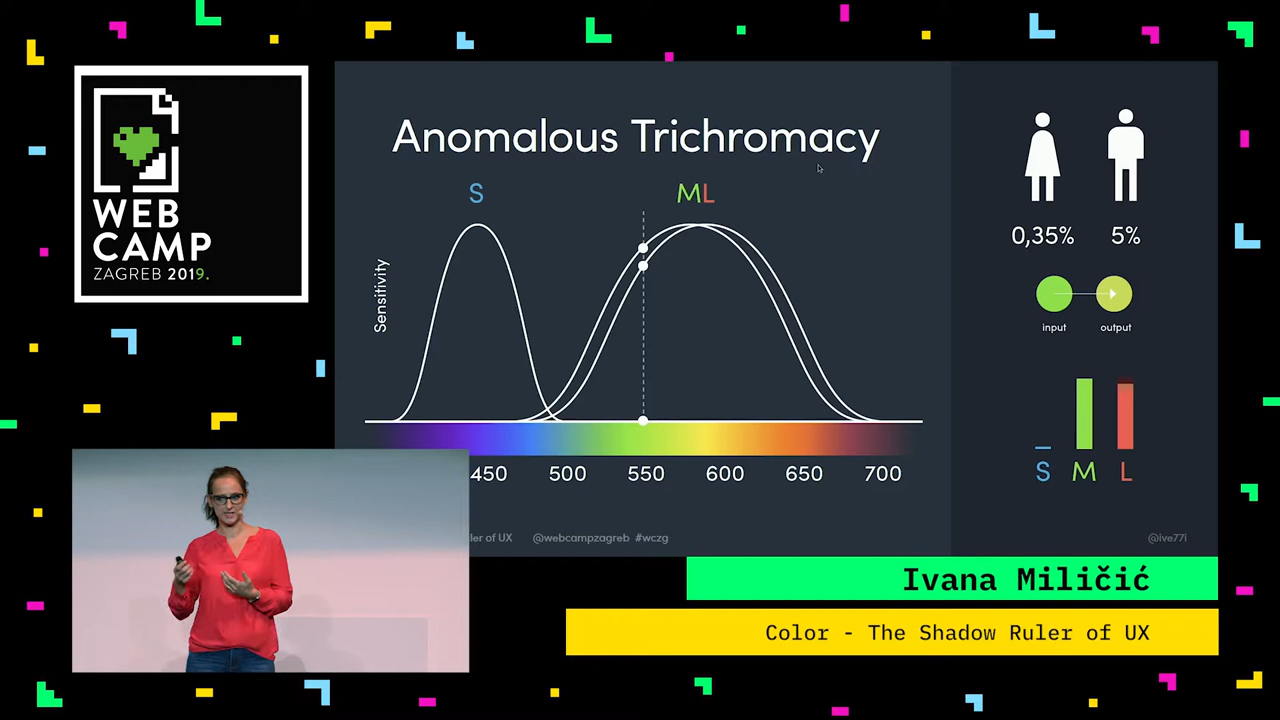 WEB
CAMP
ZAGREB 2019.
Anomalous Trichromacy
S
ML
Sensitivity
450 500 550 600 650 700
ler of UX @webcampzagreb #wczg
0,35% 5%
input output
S M L
@ive77i
Ivana Miličić
Color - The Shadow Ruler of UX